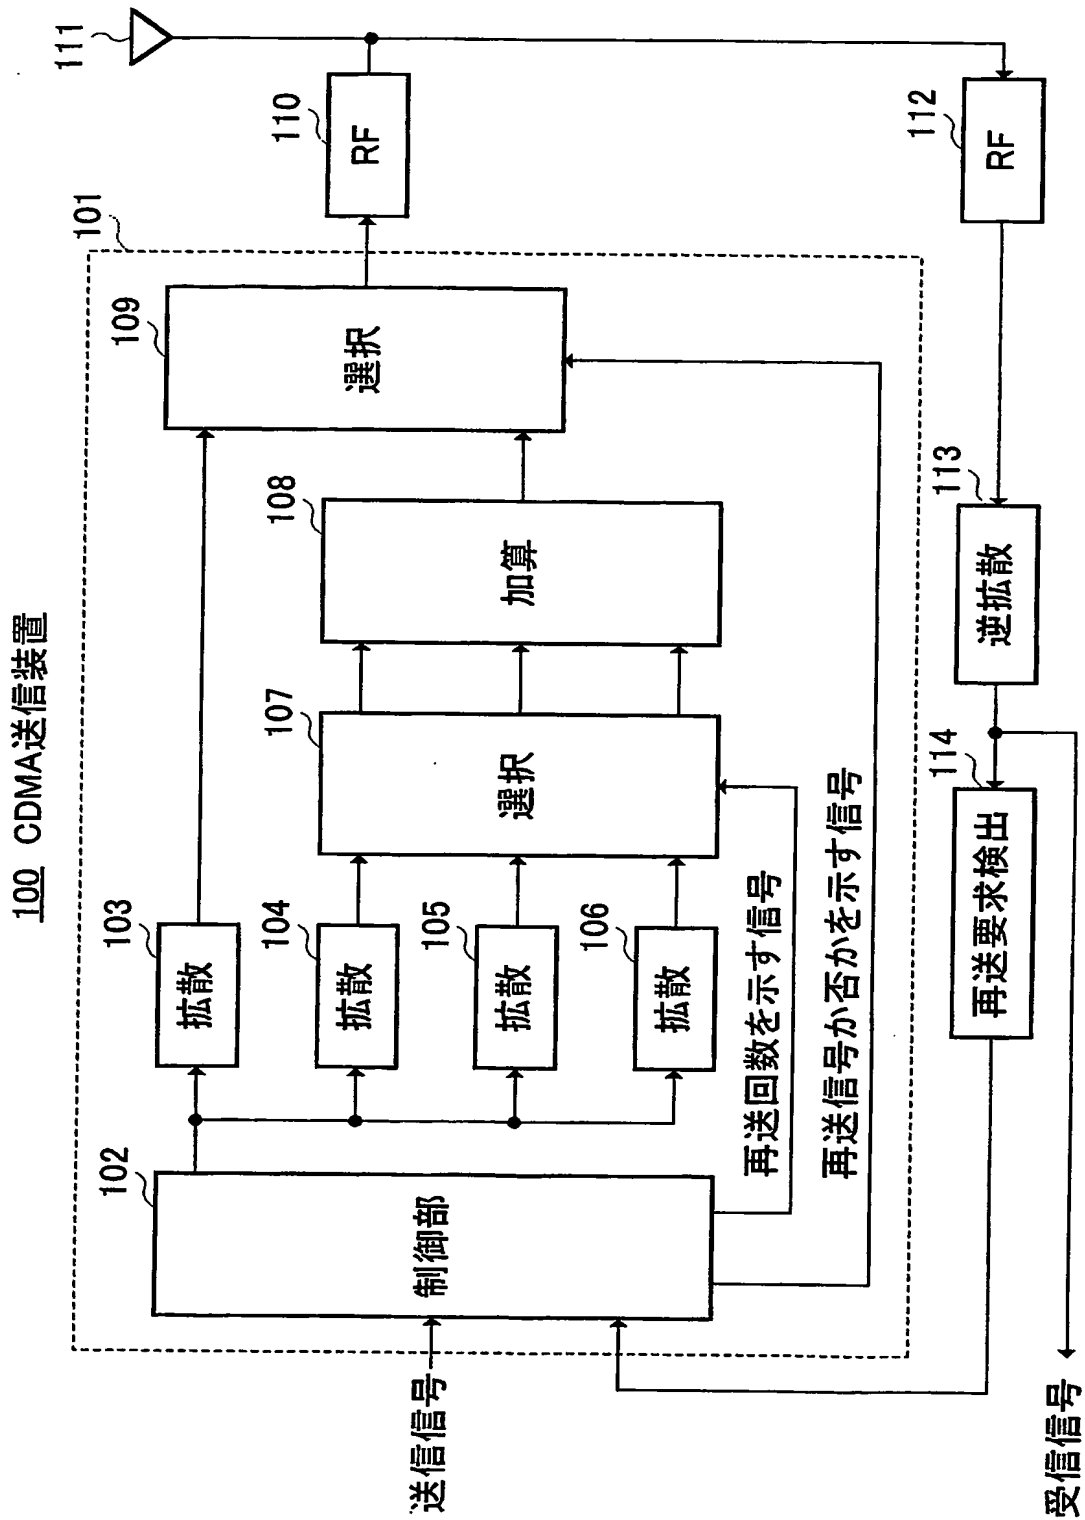 100 CDMA送信装置
101
102
制御部
103
拡散
104
拡散
105
拡散
106
拡散
107
選択
108
加算
109
選択
110
RF
111
112
RF
113
逆拡散
114
再送要求検出
再送回数を示す信号
再送信号か否かを示す信号
送信信号
受信信号